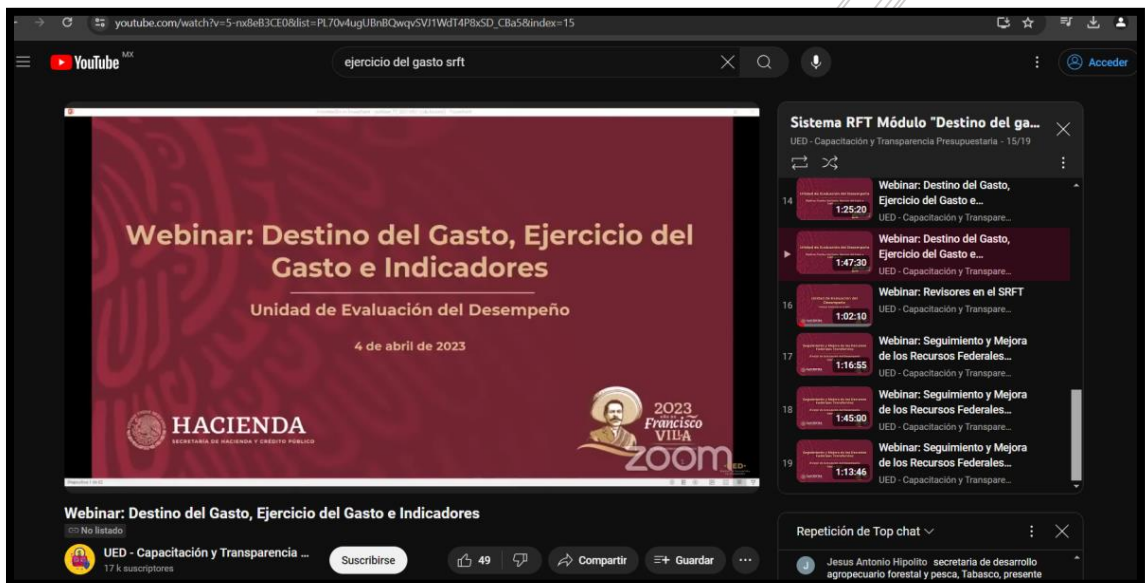 youtube.com/watch?v=5-nx8eB3CE0&list=PL70v4ugUBnBQwqvSVJ1WdT4P8xSD_CBa5&index=15
YouTube MX
ejercicio del gasto srft
Acceder
Webinar: Destino del Gasto, Ejercicio del
Gasto e Indicadores
Unidad de Evaluación del Desempeño
4 de abril de 2023
HACIENDA
SECRETARÍA DE HACIENDA Y CRÉDITO PÚBLICO
2023
AÑO DE
Francisco
VILLA
zoom
UED
Webinar: Destino del Gasto, Ejercicio del Gasto e Indicadores
No listado
UED - Capacitación y Transparencia ...
17 k suscriptores
Suscribirse
49
Compartir
Guardar
Sistema RFT Módulo "Destino del ga...
UED - Capacitación y Transparencia Presupuestaria - 15/19
14
1:25:20
Webinar: Destino del Gasto,
Ejercicio del Gasto e...
UED - Capacitación y Transpare...
1:47:30
Webinar: Destino del Gasto,
Ejercicio del Gasto e...
UED - Capacitación y Transpare...
16
1:02:10
Webinar: Revisores en el SRFT
UED - Capacitación y Transpare...
17
1:16:55
Webinar: Seguimiento y Mejora
de los Recursos Federales...
UED - Capacitación y Transpare...
18
1:45:00
Webinar: Seguimiento y Mejora
de los Recursos Federales...
UED - Capacitación y Transpare...
19
1:13:46
Webinar: Seguimiento y Mejora
de los Recursos Federales...
UED - Capacitación y Transpare...
Repetición de Top chat
J
Jesus Antonio Hipolito secretaria de desarrollo
agropecuario forestal y pesca, Tabasco, presente